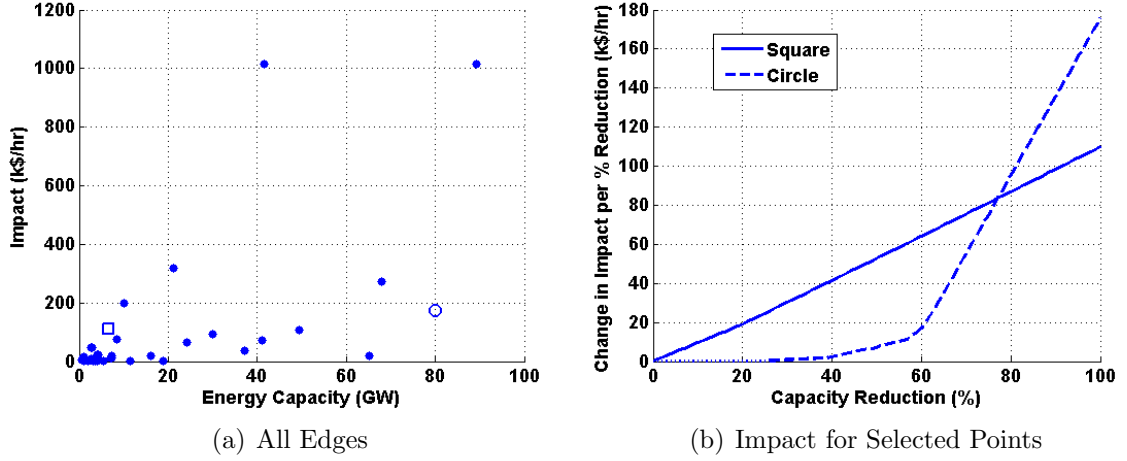 1200
1000
800
600
400
200
0
0 20 40 60 80 100
Impact (k$/hr)
Energy Capacity (GW)
(a) All Edges
180
160
140
120
100
80
60
40
20
0
0 20 40 60 80 100
Change in Impact per % Reduction (k$/hr)
Square
Circle
Capacity Reduction (%)
(b) Impact for Selected Points